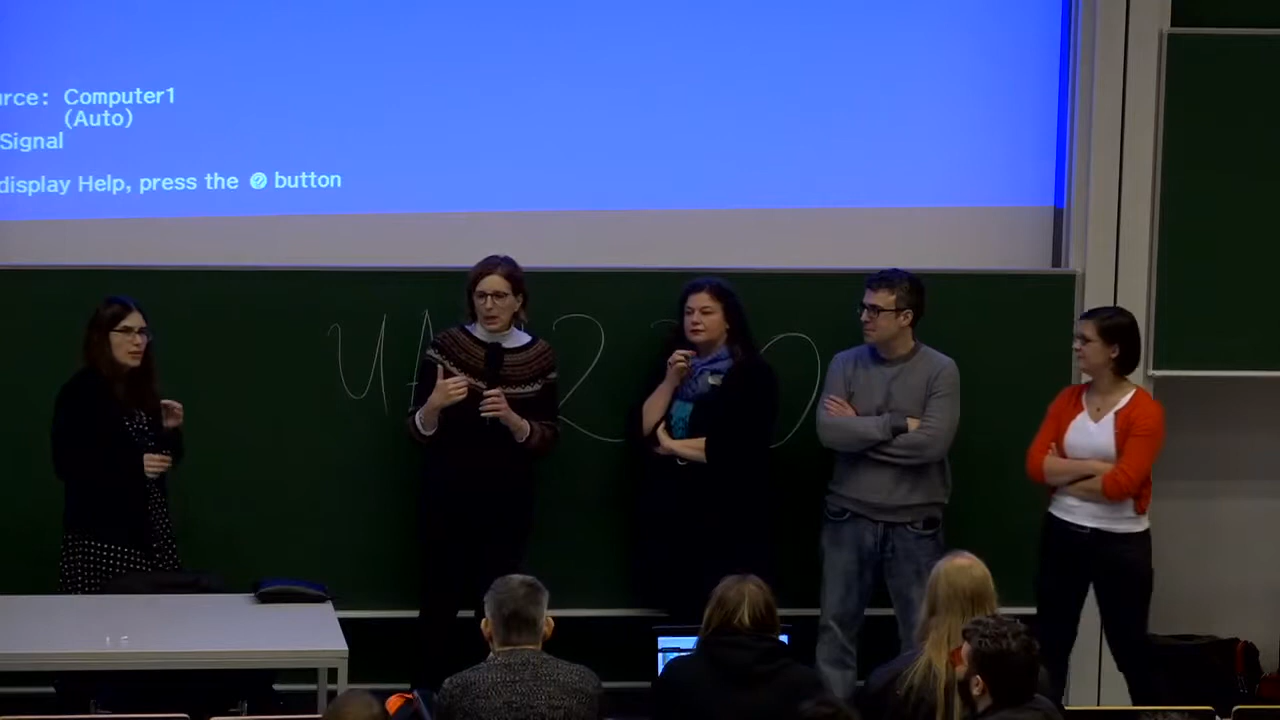 urce: Computer1
(Auto)
Signal
display Help, press the ? button